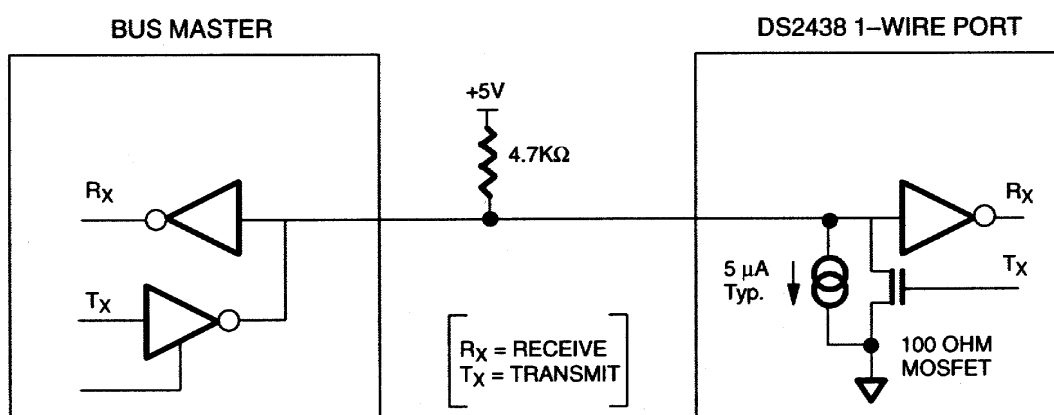 BUS MASTER
DS2438 1–WIRE PORT
+5V
4.7KΩ
RX
RX
TX
5 µA
Typ.
TX
RX = RECEIVE
TX = TRANSMIT
100 OHM
MOSFET